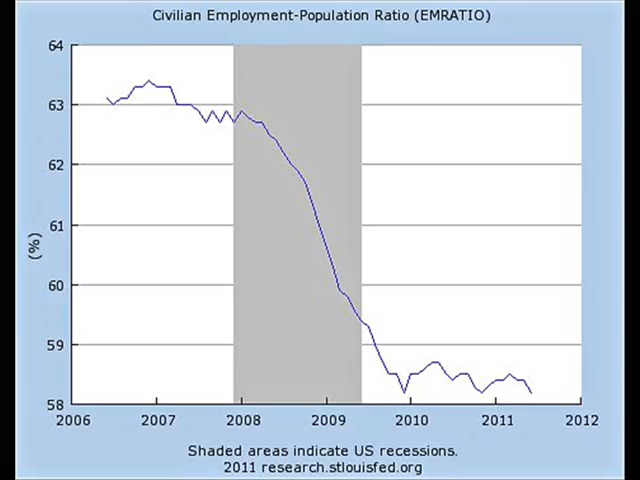 Civilian Employment-Population Ratio (EMRATIO)
64
63
62
61
60
59
58
(%)
2006 2007 2008 2009 2010 2011 2012
Shaded areas indicate US recessions.
2011 research.stlouisfed.org